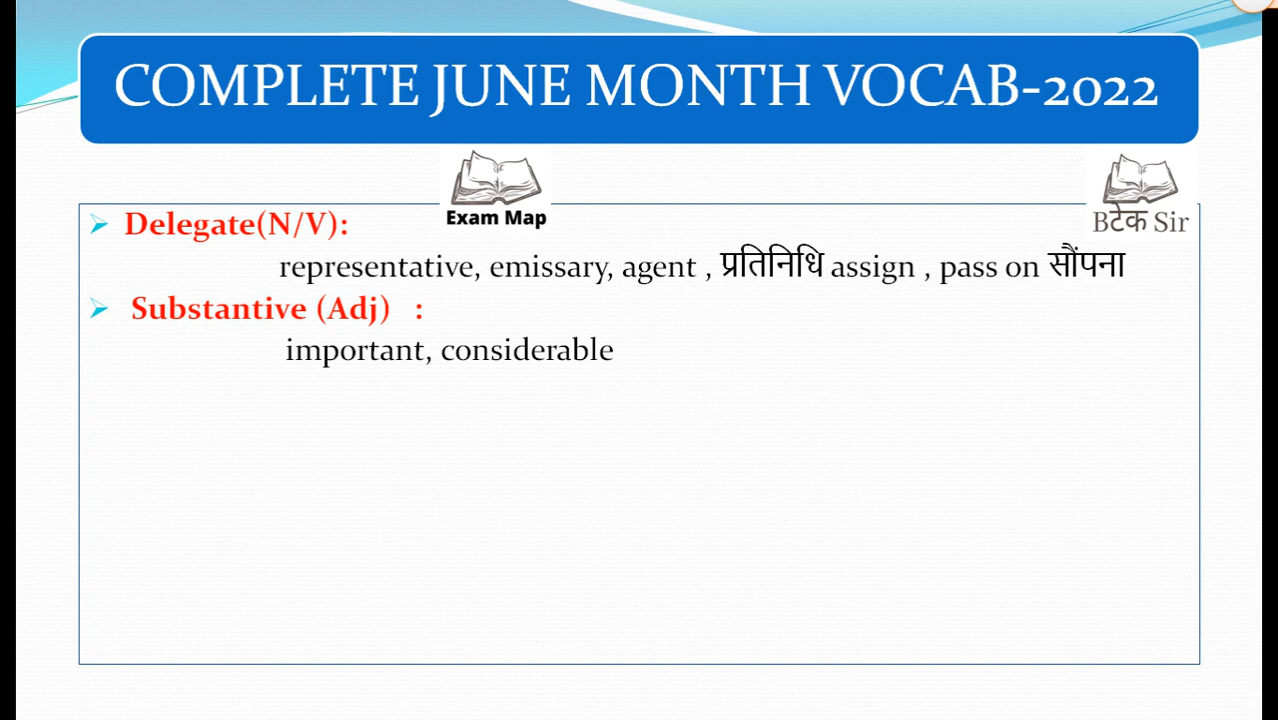 COMPLETE JUNE MONTH VOCAB-2022
Exam Map
Bटेक Sir
Delegate(N/V):
representative, emissary, agent , प्रतिनिधि assign , pass on सौंपना
Substantive (Adj) :
important, considerable